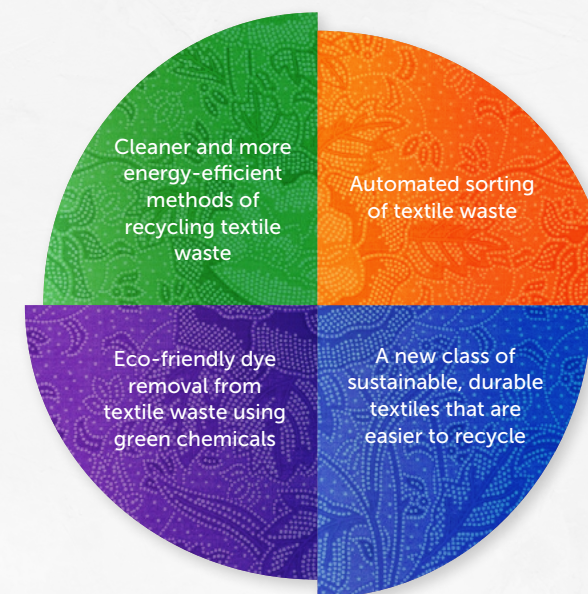 Cleaner and more
energy-efficient
methods of
recycling textile
waste
Automated sorting
of textile waste
Eco-friendly dye
removal from
textile waste using
green chemicals
A new class of
sustainable, durable
textiles that are
easier to recycle